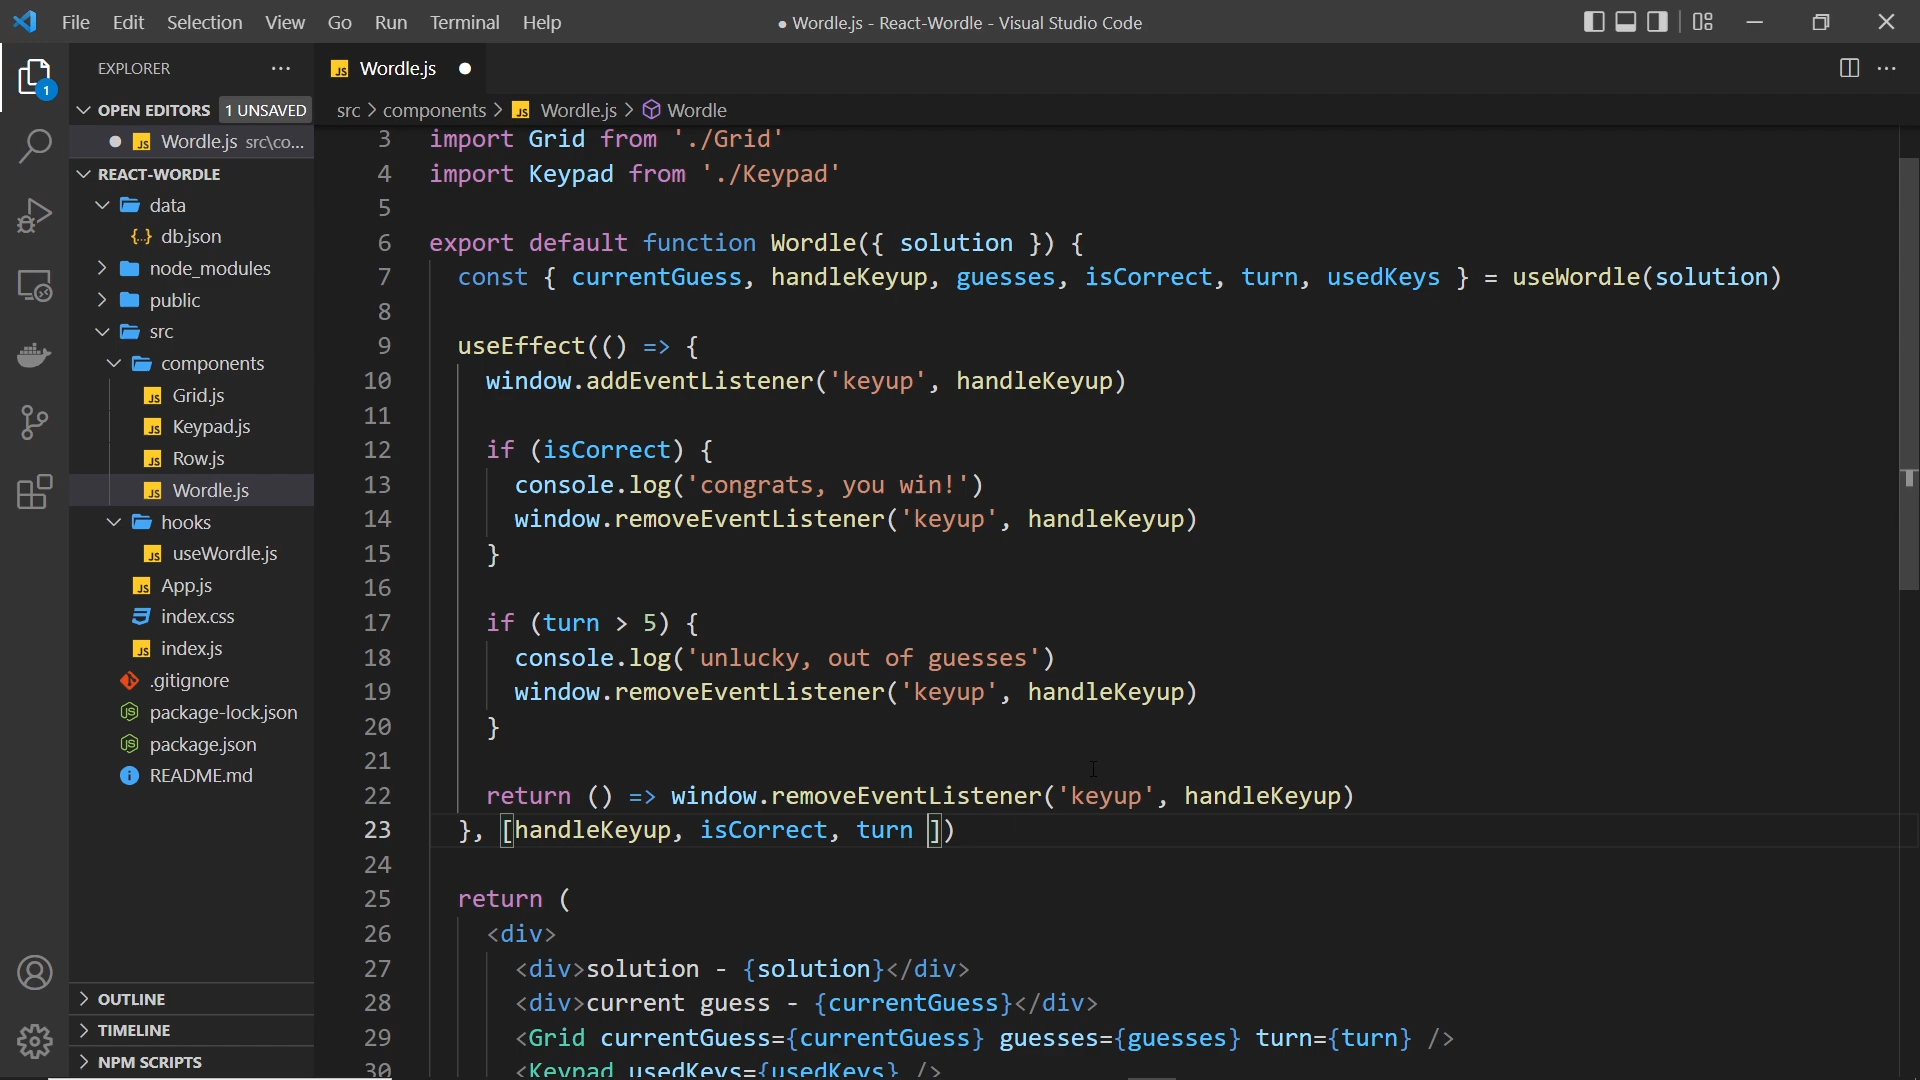 File Edit Selection View Go Run Terminal Help
● Wordle.js - React-Wordle - Visual Studio Code
EXPLORER
1
OPEN EDITORS 1 UNSAVED
Wordle.js src\co...
REACT-WORDLE
data
db.json
node_modules
public
src
components
Grid.js
Keypad.js
Row.js
Wordle.js
hooks
useWordle.js
App.js
index.css
index.js
.gitignore
package-lock.json
package.json
README.md
OUTLINE
TIMELINE
NPM SCRIPTS
Wordle.js
src > components > Wordle.js > Wordle
3 import Grid from './Grid'
4 import Keypad from './Keypad'
5
6 export default function Wordle({ solution }) {
7 const { currentGuess, handleKeyup, guesses, isCorrect, turn, usedKeys } = useWordle(solution)
8
9 useEffect(() => {
10 window.addEventListener('keyup', handleKeyup)
11
12 if (isCorrect) {
13 console.log('congrats, you win!')
14 window.removeEventListener('keyup', handleKeyup)
15 }
16
17 if (turn > 5) {
18 console.log('unlucky, out of guesses')
19 window.removeEventListener('keyup', handleKeyup)
20 }
21
22 return () => window.removeEventListener('keyup', handleKeyup)
23 }, [handleKeyup, isCorrect, turn ])
24
25 return (
26 <div>
27 <div>solution - {solution}</div>
28 <div>current guess - {currentGuess}</div>
29 <Grid currentGuess={currentGuess} guesses={guesses} turn={turn} />
30 <Keypad usedKeys={usedKeys} />